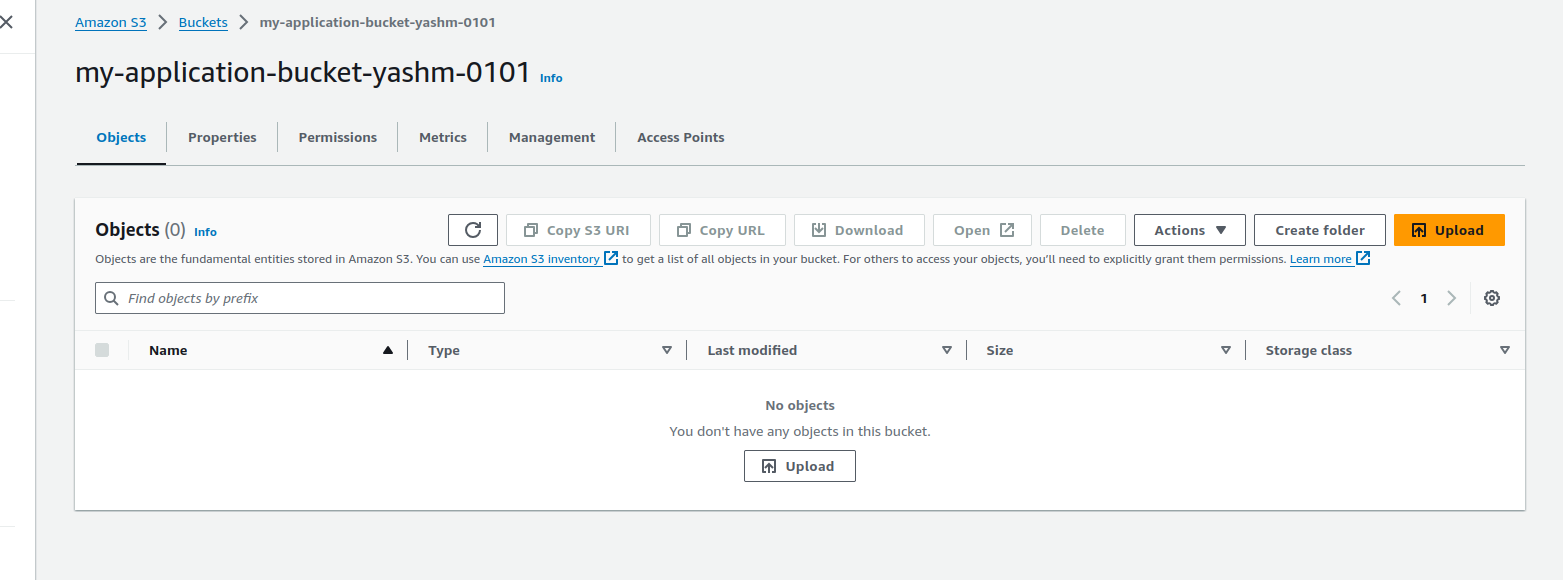 Amazon S3 > Buckets > my-application-bucket-yashm-0101
my-application-bucket-yashm-0101 Info
Objects Properties Permissions Metrics Management Access Points
Objects (0) Info Copy S3 URI Copy URL Download Open Delete Actions Create folder Upload
Objects are the fundamental entities stored in Amazon S3. You can use Amazon S3 inventory to get a list of all objects in your bucket. For others to access your objects, you’ll need to explicitly grant them permissions. Learn more
Find objects by prefix 1
Name Type Last modified Size Storage class
No objects
You don't have any objects in this bucket.
Upload